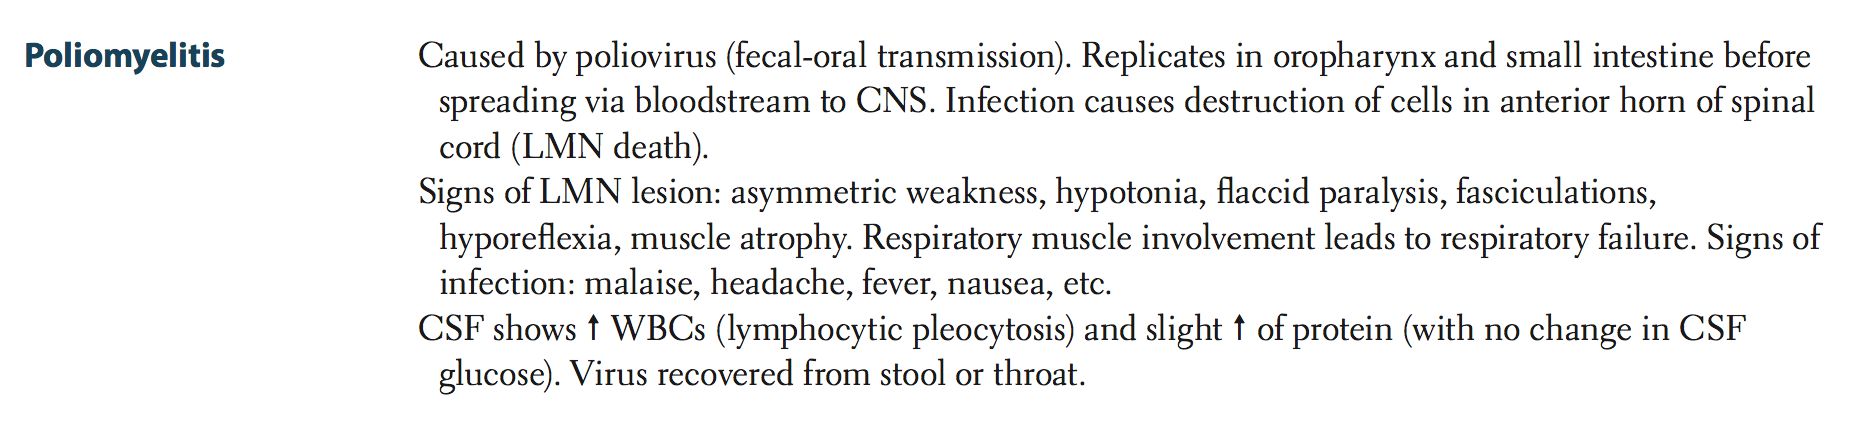 Poliomyelitis
Caused by poliovirus (fecal-oral transmission). Replicates in oropharynx and small intestine before
spreading via bloodstream to CNS. Infection causes destruction of cells in anterior horn of spinal
cord (LMN death).
Signs of LMN lesion: asymmetric weakness, hypotonia, flaccid paralysis, fasciculations,
hyporeflexia, muscle atrophy. Respiratory muscle involvement leads to respiratory failure. Signs of
infection: malaise, headache, fever, nausea, etc.
CSF shows ↑ WBCs (lymphocytic pleocytosis) and slight ↑ of protein (with no change in CSF
glucose). Virus recovered from stool or throat.